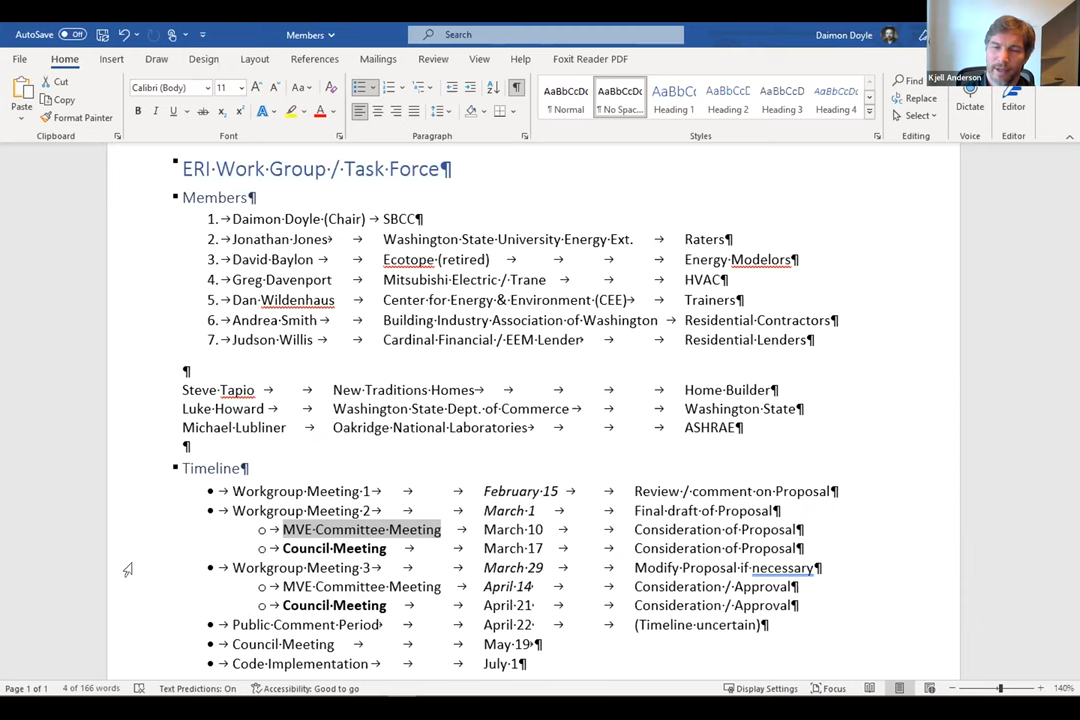 AutoSave Off Members Search Daimon Doyle
File Home Insert Draw Design Layout References Mailings Review View Help Foxit Reader PDF
Kjell Anderson
Paste Cut Copy Format Painter
Calibri (Body) 11
AaBbCcDc AaBbCcDc AaBbCc AaBbCcD AaBbCcD AaBbCcD
¶ Normal ¶ No Spac... Heading 1 Heading 2 Heading 3 Heading 4
Find Replace Select Dictate Editor
Clipboard Font Paragraph Styles Editing Voice Editor
ERI·Work·Group·/·Task·Force¶
Members¶
1.→Daimon·Doyle·(Chair)→SBCC¶
2.→Jonathan·Jones→ → Washington·State·University·Energy·Ext. → Raters¶
3.→David·Baylon → → Ecotope·(retired) → → → → Energy·Modelors¶
4.→Greg·Davenport → Mitsubishi·Electric·/·Trane → → → HVAC¶
5.→Dan·Wildenhaus → Center·for·Energy·&·Environment·(CEE)→ → Trainers¶
6.→Andrea·Smith→ → Building·Industry·Association·of·Washington → Residential·Contractors¶
7.→Judson·Willis → → Cardinal·Financial·/·EEM·Lender→ → → Residential·Lenders¶
¶
Steve·Tapio → → New·Traditions·Homes→ → → → → Home·Builder¶
Luke·Howard → → Washington·State·Dept.·of·Commerce → → → Washington·State¶
Michael·Lubliner → Oakridge·National·Laboratories→ → → → ASHRAE¶
¶
Timeline¶
• → Workgroup·Meeting·1→ → → February·15 → → Review·/·comment·on·Proposal¶
• → Workgroup·Meeting·2→ → → March·1 → → Final·draft·of·Proposal¶
o → MVE·Committee·Meeting → March·10 → → Consideration·of·Proposal¶
o → Council·Meeting → → March·17 → → Consideration·of·Proposal¶
• → Workgroup·Meeting·3→ → → March·29 → → Modify·Proposal·if·necessary¶
o → MVE·Committee·Meeting → April·14 → → Consideration·/·Approval¶
o → Council·Meeting → → April·21 → → Consideration·/·Approval¶
• → Public·Comment·Period→ → → April·22 → → (Timeline·uncertain)¶
• → Council·Meeting → → → May·19→¶
• → Code·Implementation→ → → July·1¶
Page 1 of 1 4 of 166 words Text Predictions: On Accessibility: Good to go Display Settings Focus 140%